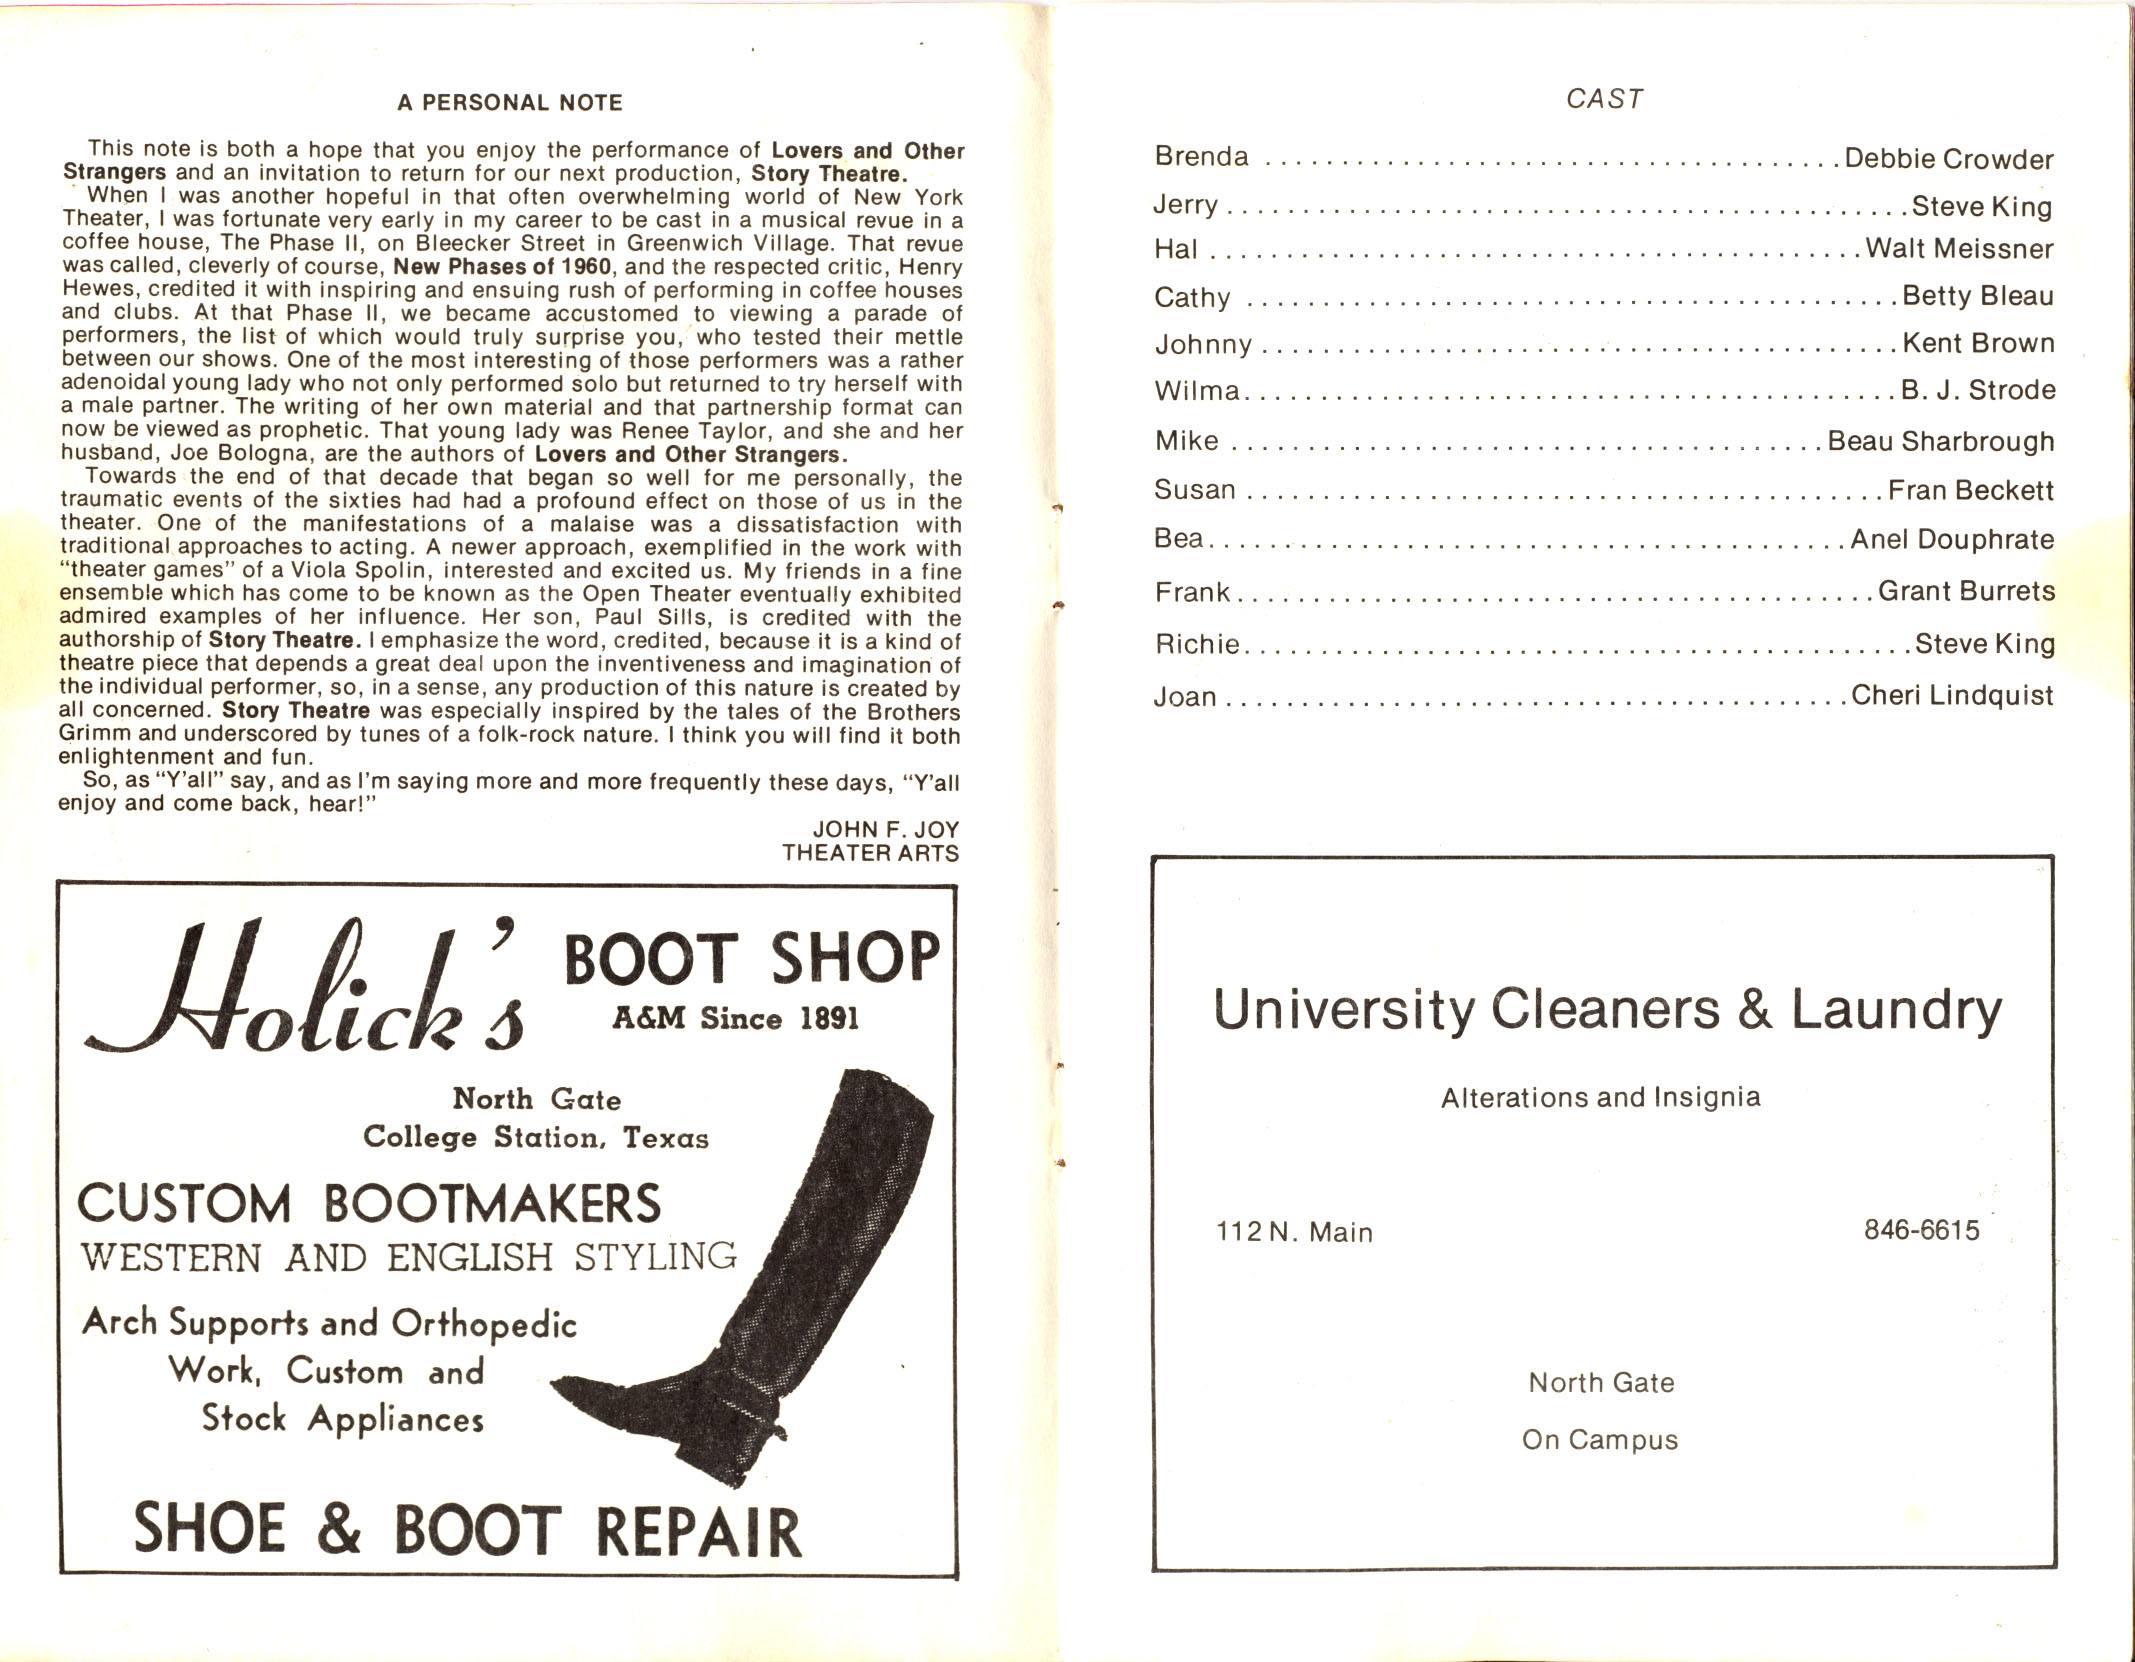 A PERSONAL NOTE
This note is both a hope that you enjoy the performance of Lovers and Other
Strangers and an invitation to return for our next production, Story Theatre.
When I was another hopeful in that often overwhelming world of New York
Theater, I was fortunate very early in my career to be cast in a musical revue in a
coffee house, The Phase II, on Bleecker Street in Greenwich Village. That revue
was called, cleverly of course, New Phases of 1960, and the respected critic, Henry
Hewes, credited it with inspiring and ensuing rush of performing in coffee houses
and clubs. At that Phase II, we became accustomed to viewing a parade of
performers, the list of which would truly surprise you, who tested their mettle
between our shows. One of the most interesting of those performers was a rather
adenoidal young lady who not only performed solo but returned to try herself with
a male partner. The writing of her own material and that partnership format can
now be viewed as prophetic. That young lady was Renee Taylor, and she and her
husband, Joe Bologna, are the authors of Lovers and Other Strangers.
Towards the end of that decade that began so well for me personally, the
traumatic events of the sixties had had a profound effect on those of us in the
theater. One of the manifestations of a malaise was a dissatisfaction with
traditional approaches to acting. A newer approach, exemplified in the work with
“theater games” of a Viola Spolin, interested and excited us. My friends in a fine
ensemble which has come to be known as the Open Theater eventually exhibited
admired examples of her influence. Her son, Paul Sills, is credited with the
authorship of Story Theatre. I emphasize the word, credited, because it is a kind of
theatre piece that depends a great deal upon the inventiveness and imagination of
the individual performer, so, in a sense, any production of this nature is created by
all concerned. Story Theatre was especially inspired by the tales of the Brothers
Grimm and underscored by tunes of a folk-rock nature. I think you will find it both
enlightenment and fun.
So, as “Y'all” say, and as I'm saying more and more frequently these days, “Y'all
enjoy and come back, hear!”
JOHN F. JOY
THEATER ARTS
Holick's BOOT SHOP
A&M Since 1891
North Gate
College Station, Texas
CUSTOM BOOTMAKERS
WESTERN AND ENGLISH STYLING
Arch Supports and Orthopedic
Work, Custom and
Stock Appliances
SHOE & BOOT REPAIR
CAST
Brenda ..................................... Debbie Crowder
Jerry ............................................ Steve King
Hal .......................................... Walt Meissner
Cathy .......................................... Betty Bleau
Johnny ......................................... Kent Brown
Wilma .......................................... B. J. Strode
Mike ...................................... Beau Sharbrough
Susan ......................................... Fran Beckett
Bea ......................................... Anel Douphrate
Frank ......................................... Grant Burrets
Richie ........................................... Steve King
Joan ........................................ Cheri Lindquist
University Cleaners & Laundry
Alterations and Insignia
112 N. Main 846-6615
North Gate
On Campus